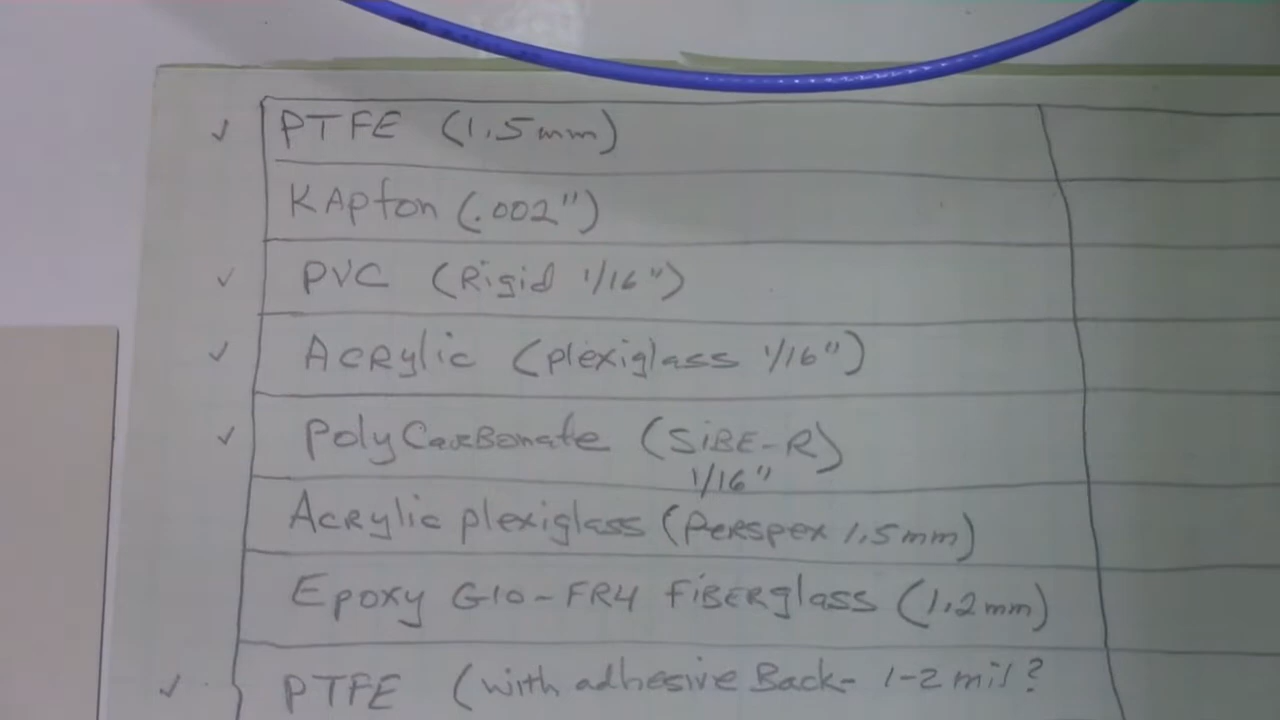 ✓ PTFE (1.5mm)
KApton (.002")
✓ PVC (Rigid 1/16")
✓ Acrylic (plexiglass 1/16")
✓ PolyCarBonate (SiBE-R)
1/16"
Acrylic plexiglass (Perspex 1.5mm)
Epoxy G10-FR4 FiBERglass (1.2mm)
✓ PTFE (with adhesive Back- 1-2 mil?